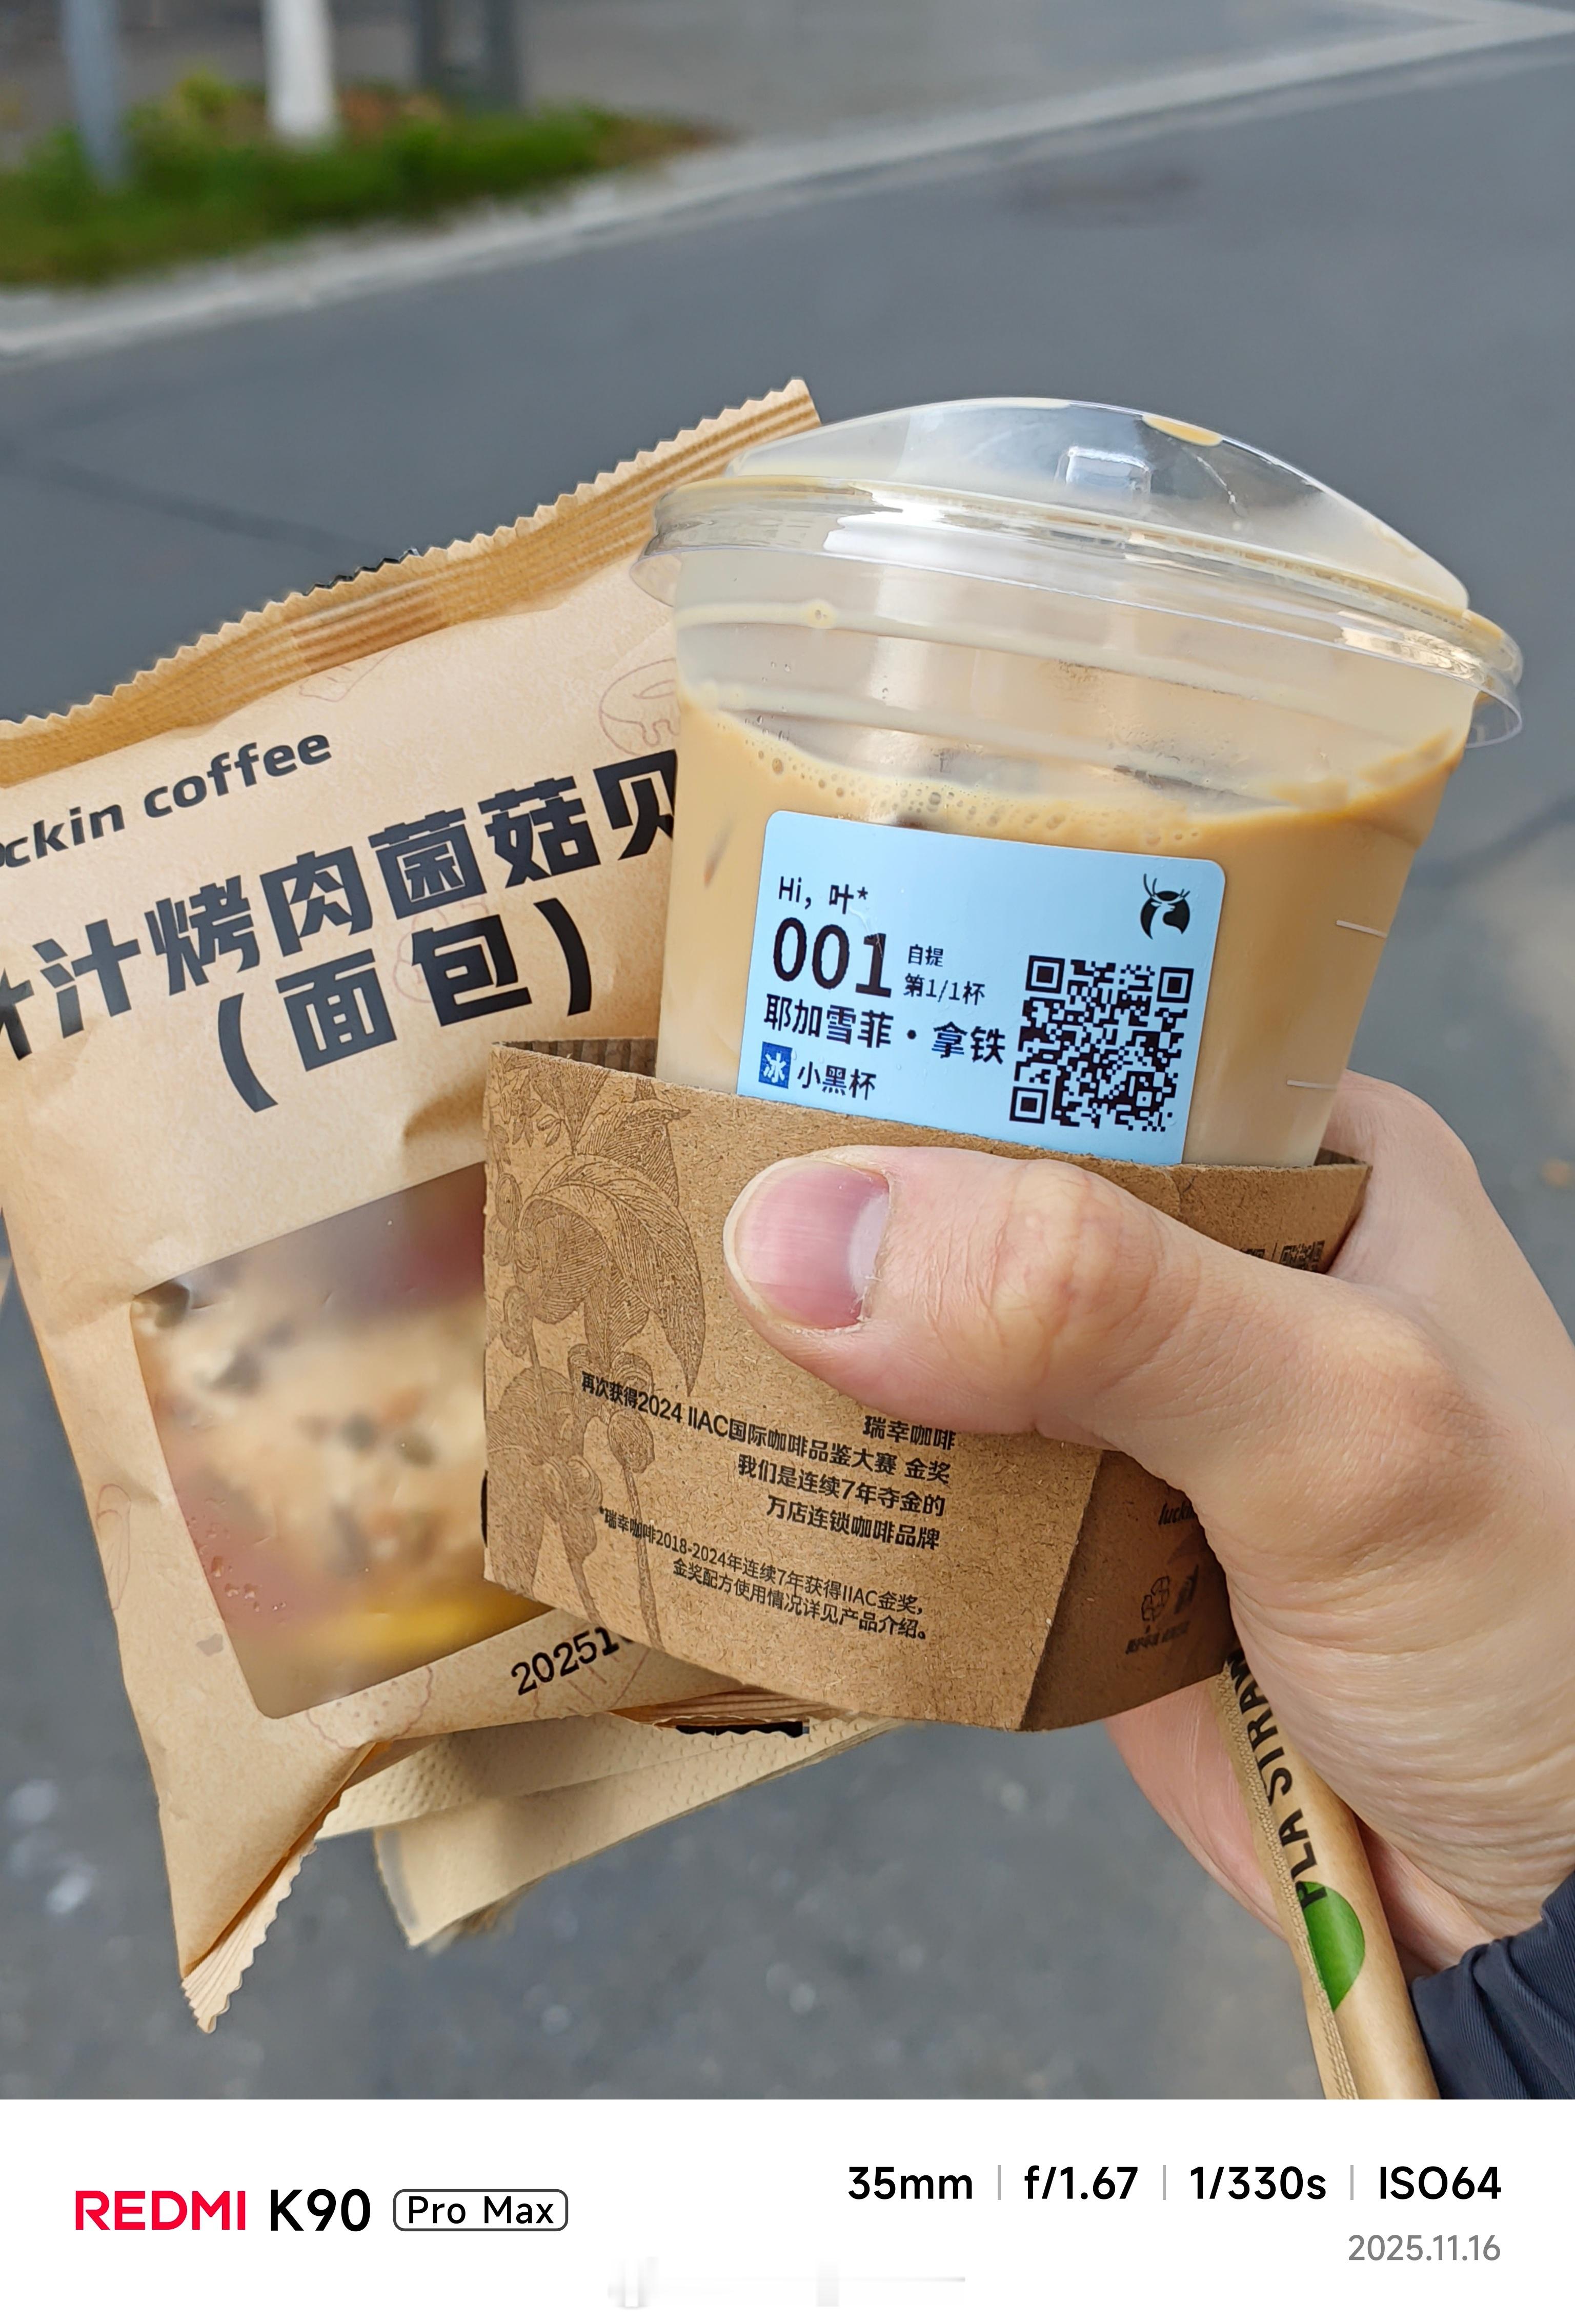 ckin coffee
汁烤肉菌菇贝
(面包)
Hi, 叶*
001
自提
第1/1杯
耶加雪菲·拿铁
冰 小黑杯
瑞幸咖啡
再次获得2024 IIAC国际咖啡品鉴大赛 金奖
我们是连续7年夺金的
万店连锁咖啡品牌
*瑞幸咖啡2018-2024年连续7年获得IIAC金奖,
金奖配方使用情况详见产品介绍。
20251
luckin
PLA STRAW
REDMI K90 Pro Max
35mm | f/1.67 | 1/330s | ISO64
2025.11.16